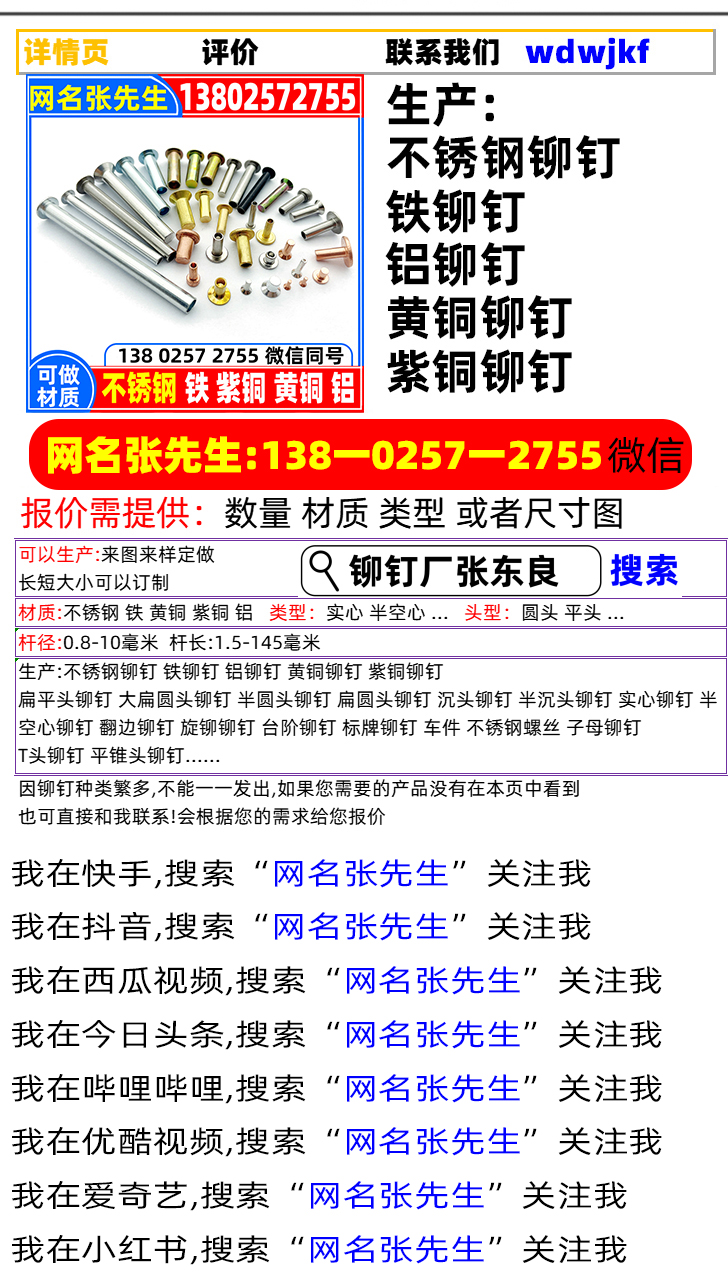 详情页 评价 联系我们 wdwjkf
网名张先生 13802572755
138 0257 2755 微信同号
可做
材质
不锈钢 铁 紫铜 黄铜 铝
生产:
不锈钢铆钉
铁铆钉
铝铆钉
黄铜铆钉
紫铜铆钉
网名张先生:138一0257一2755 微信
报价需提供：数量 材质 类型 或者尺寸图
可以生产:来图来样定做
长短大小可以订制
铆钉厂张东良 搜索
材质:不锈钢 铁 黄铜 紫铜 铝 类型：实心 半空心 ... 头型：圆头 平头 ...
杆径:0.8-10毫米 杆长:1.5-145毫米
生产:不锈钢铆钉 铁铆钉 铝铆钉 黄铜铆钉 紫铜铆钉
扁平头铆钉 大扁圆头铆钉 半圆头铆钉 扁圆头铆钉 沉头铆钉 半沉头铆钉 实心铆钉 半
空心铆钉 翻边铆钉 旋铆铆钉 台阶铆钉 标牌铆钉 车件 不锈钢螺丝 子母铆钉
T头铆钉 平锥头铆钉......
因铆钉种类繁多,不能一一发出,如果您需要的产品没有在本页中看到
也可直接和我联系!会根据您的需求给您报价
我在快手,搜索“网名张先生”关注我
我在抖音,搜索“网名张先生”关注我
我在西瓜视频,搜索“网名张先生”关注我
我在今日头条,搜索“网名张先生”关注我
我在哔哩哔哩,搜索“网名张先生”关注我
我在优酷视频,搜索“网名张先生”关注我
我在爱奇艺,搜索“网名张先生”关注我
我在小红书,搜索“网名张先生”关注我